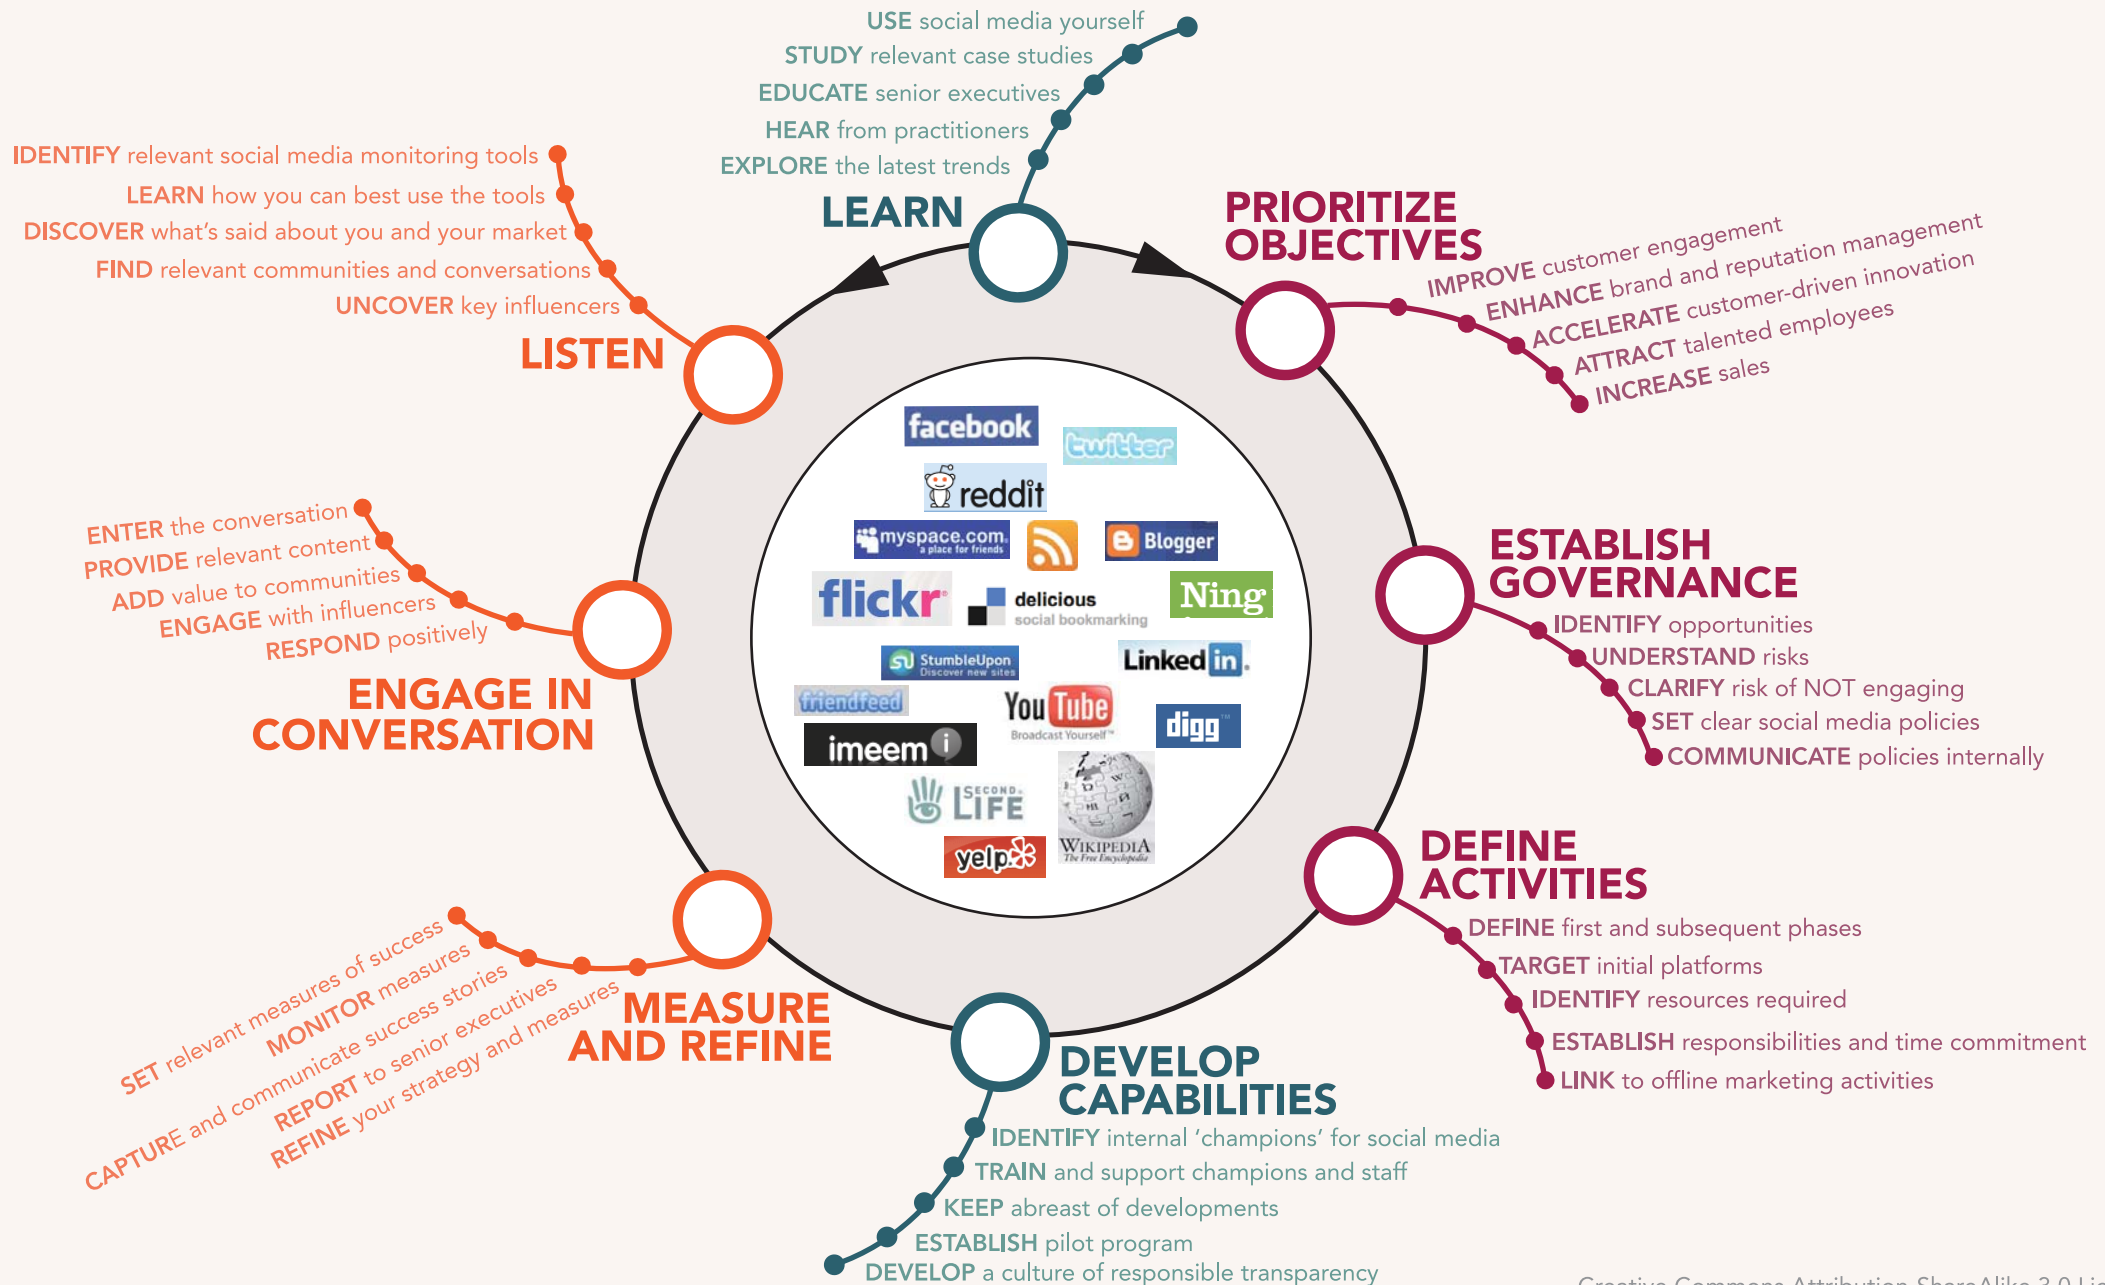 USE social media yourself
STUDY relevant case studies
EDUCATE senior executives
HEAR from practitioners
EXPLORE the latest trends
LEARN
IDENTIFY relevant social media monitoring tools
LEARN how you can best use the tools
DISCOVER what's said about you and your market
FIND relevant communities and conversations
UNCOVER key influencers
LISTEN
PRIORITIZE
OBJECTIVES
IMPROVE customer engagement
ENHANCE brand and reputation management
ACCELERATE customer-driven innovation
ATTRACT talented employees
INCREASE sales
ENTER the conversation
PROVIDE relevant content
ADD value to communities
ENGAGE with influencers
RESPOND positively
ENGAGE IN
CONVERSATION
facebook
twitter
reddit
myspace.com
a place for friends
Blogger
flickr
delicious
social bookmarking
Ning
StumbleUpon
Discover new sites
Linked in
friendfeed
You Tube
Broadcast Yourself™
digg™
imeem i
SECOND
LIFE
WIKIPEDIA
The Free Encyclopedia
yelp
ESTABLISH
GOVERNANCE
IDENTIFY opportunities
UNDERSTAND risks
CLARIFY risk of NOT engaging
SET clear social media policies
COMMUNICATE policies internally
DEFINE
ACTIVITIES
DEFINE first and subsequent phases
TARGET initial platforms
IDENTIFY resources required
ESTABLISH responsibilities and time commitment
LINK to offline marketing activities
SET relevant measures of success
MONITOR measures
CAPTURE and communicate success stories
REPORT to senior executives
REFINE your strategy and measures
MEASURE
AND REFINE
DEVELOP
CAPABILITIES
IDENTIFY internal 'champions' for social media
TRAIN and support champions and staff
KEEP abreast of developments
ESTABLISH pilot program
DEVELOP a culture of responsible transparency
Creative Commons Attribution-ShareAlike 3.0